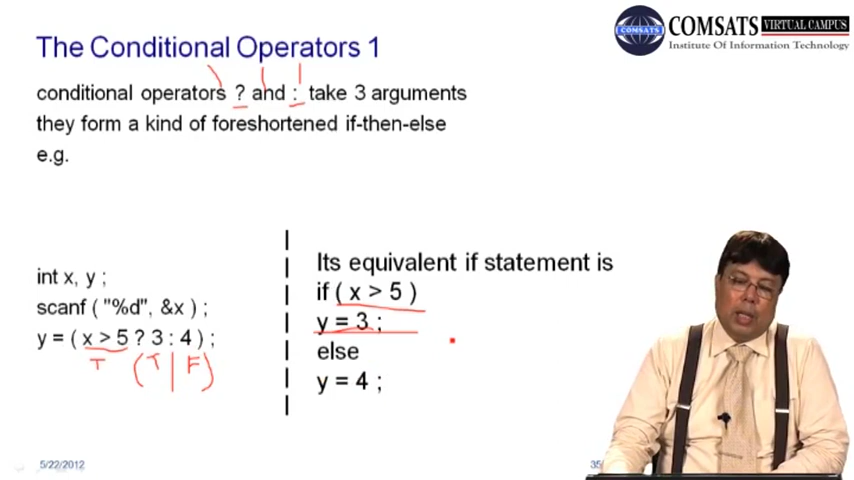 The Conditional Operators 1
COMSATS VIRTUAL CAMPUS
COMSATS
Institute Of Information Technology
conditional operators ? and : take 3 arguments
they form a kind of foreshortened if-then-else
e.g.
int x, y ;
scanf ( "%d", &x ) ;
y = ( x > 5 ? 3 : 4 ) ;
T ( T | F )
Its equivalent if statement is
if ( x > 5 )
y = 3 ;
else
y = 4 ;
5/22/2012
35